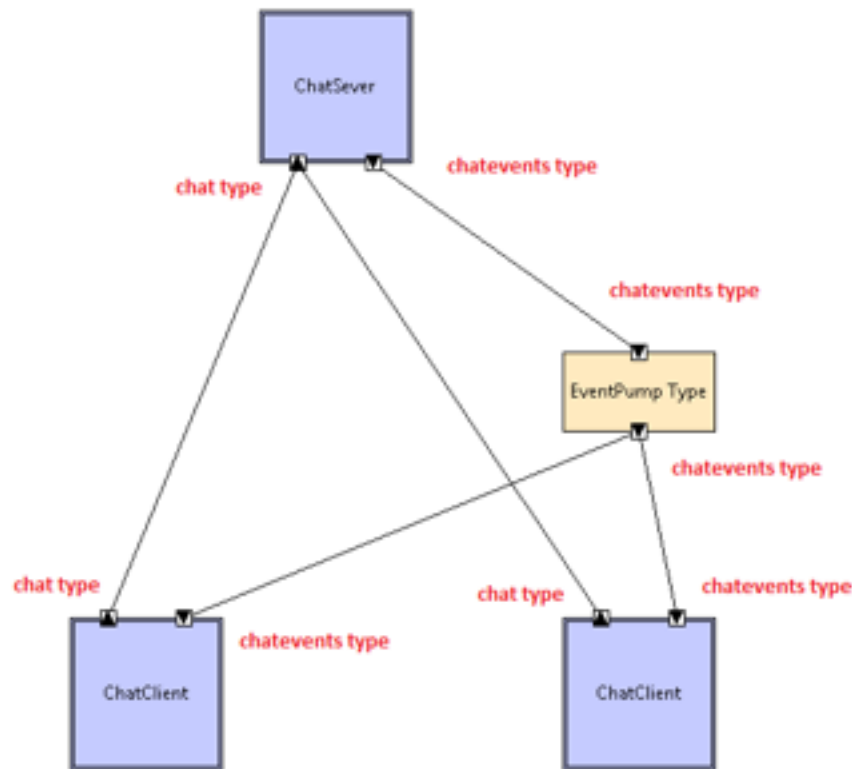 ChatSever
chat type
chatevents type
chatevents type
EventPump Type
chatevents type
chat type
chatevents type
chat type
chatevents type
ChatClient
ChatClient